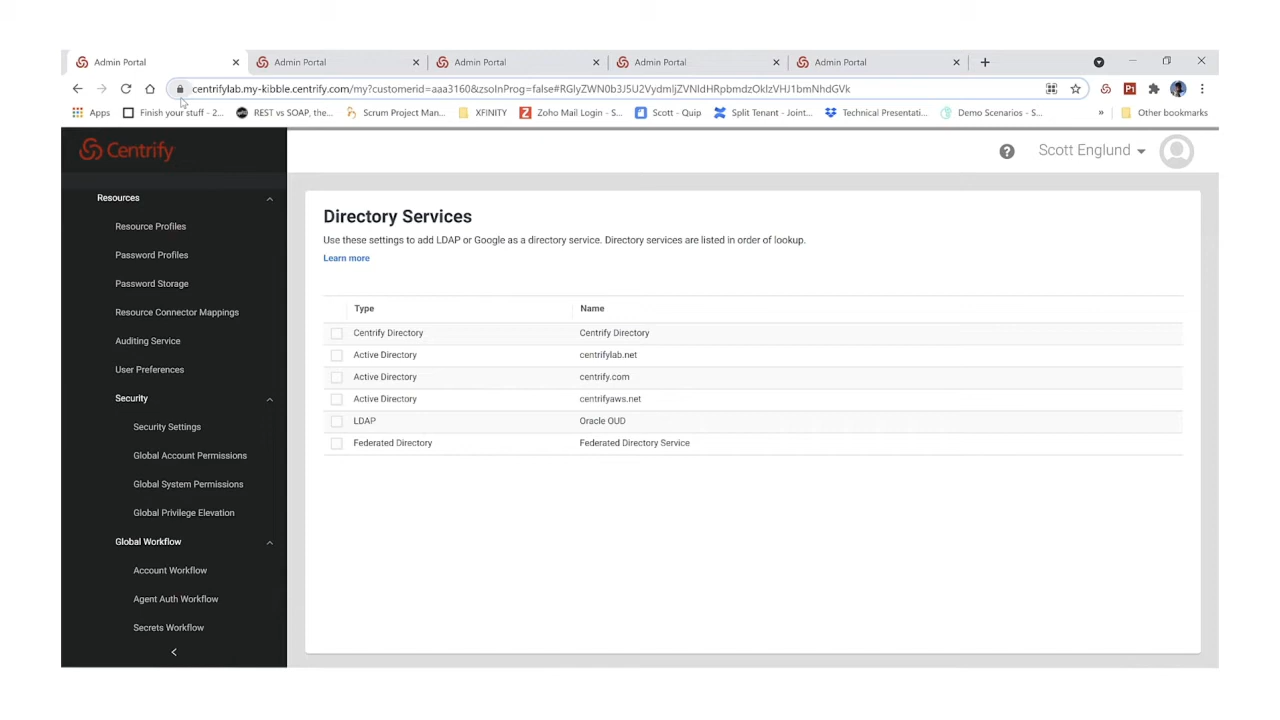 Admin Portal
Admin Portal
Admin Portal
Admin Portal
Admin Portal
centrifylab.my-kibble.centrify.com/my?customerid=aaa3160&zsoInProg=false#RGlyZWN0b3J5U2VydmljZVNldHRpbmdzOklzVHJ1bmNhdGVk
Apps
Finish your stuff - 2...
REST vs SOAP, the...
Scrum Project Man...
XFINITY
Z Zoho Mail Login - S...
Scott - Quip
Split Tenant - Joint...
Technical Presentati...
Demo Scenarios - S...
»
Other bookmarks
Centrify
Scott Englund
Resources
Resource Profiles
Password Profiles
Password Storage
Resource Connector Mappings
Auditing Service
User Preferences
Security
Security Settings
Global Account Permissions
Global System Permissions
Global Privilege Elevation
Global Workflow
Account Workflow
Agent Auth Workflow
Secrets Workflow
Directory Services
Use these settings to add LDAP or Google as a directory service. Directory services are listed in order of lookup.
Learn more
Type Name
Centrify Directory Centrify Directory
Active Directory centrifylab.net
Active Directory centrify.com
Active Directory centrifyaws.net
LDAP Oracle OUD
Federated Directory Federated Directory Service